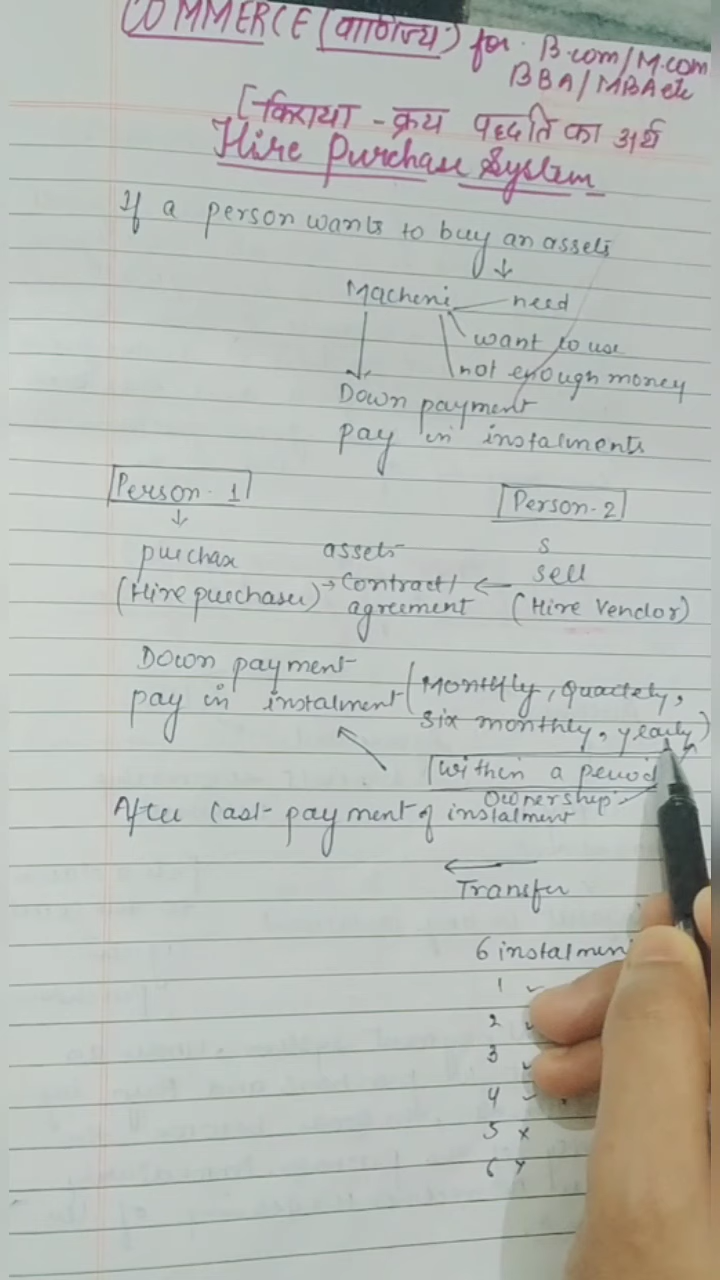 COMMERCE (वाणिज्य) for B.com/M.com
BBA/MBA etc
[किराया - क्रय पद्धति का अर्थ
Hire Purchase System
If a person wants to buy an assets
Macheni need
want to use
not enough money
Down payment
pay in instalments
Person-1 Person-2
S
purchase assets sell
(Hire purchaser) contract/ (Hire Vendor)
agreement
Down payment
pay in instalment (Monthly, quartely,
six monthly, yearly)
within a period
Ownership
After last payment of instalment
Transfer
6 instalmen
1 ✓
2 ✓
3 ✓
4 ✓
5 ×
6 ×